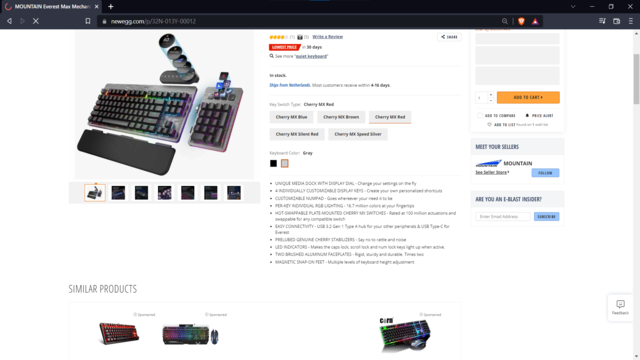 MOUNTAIN Everest Max Mechani
newegg.com/p/32N-013Y-00012
(1)
Write a Review
SHARE
LOWEST PRICE in 30 days
See more "quiet keyboard"
In stock.
Ships from Netherlands. Most customers receive within 4-16 days.
Key Switch Type: Cherry MX Red
Cherry MX Blue
Cherry MX Brown
Cherry MX Red
Cherry MX Silent Red
Cherry MX Speed Silver
Keyboard Color: Gray
UNIQUE MEDIA DOCK WITH DISPLAY DIAL - Change your settings on the fly
4 INDIVIDUALLY CUSTOMIZABLE DISPLAY KEYS - Create your own personalised shortcuts
CUSTOMIZABLE NUMPAD - Goes wherever your need it to be
PER-KEY INDIVIDUAL RGB LIGHTING - 16.7 million colors at your fingertips
HOT-SWAPPABLE PLATE-MOUNTED CHERRY MX SWITCHES - Rated at 100 million actuations and
swappable for any compatible switch
EASY CONNECTIVITY - USB 3.2 Gen 1 Type A hub for your other peripherals & USB Type C for
Everest
PRELUBED GENUINE CHERRY STABILIZERS - Say no to rattle and noise
LED INDICATORS - Makes the caps lock, scroll lock and num lock keys light up when active.
TWO BRUSHED ALUMINUM FACEPLATES - Rigid, sturdy and durable. Times two
MAGNETIC SNAP-ON FEET - Multiple levels of keyboard height adjustment
1
ADD TO CART
ADD TO COMPARE
PRICE ALERT
ADD TO LIST
MEET YOUR SELLERS
MOUNTAIN
See Seller Store
FOLLOW
ARE YOU AN E-BLAST INSIDER?
Enter Email Address
SUBSCRIBE
Feedback
SIMILAR PRODUCTS
Sponsored
Sponsored
Sponsored